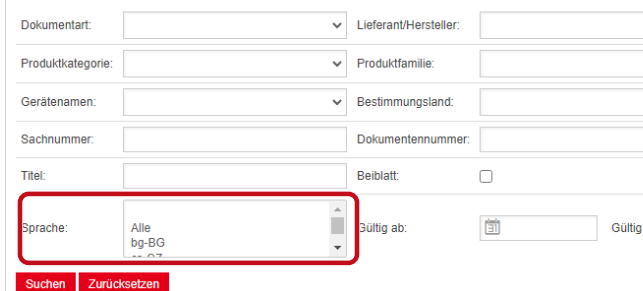 Dokumentart: Lieferant/Hersteller:
Produktkategorie: Produktfamilie:
Gerätenamen: Bestimmungsland:
Sachnummer: Dokumentennummer:
Titel: Beiblatt:
Sprache: Alle Gültig ab: 31 Gültig
bg-BG
Suchen Zurücksetzen